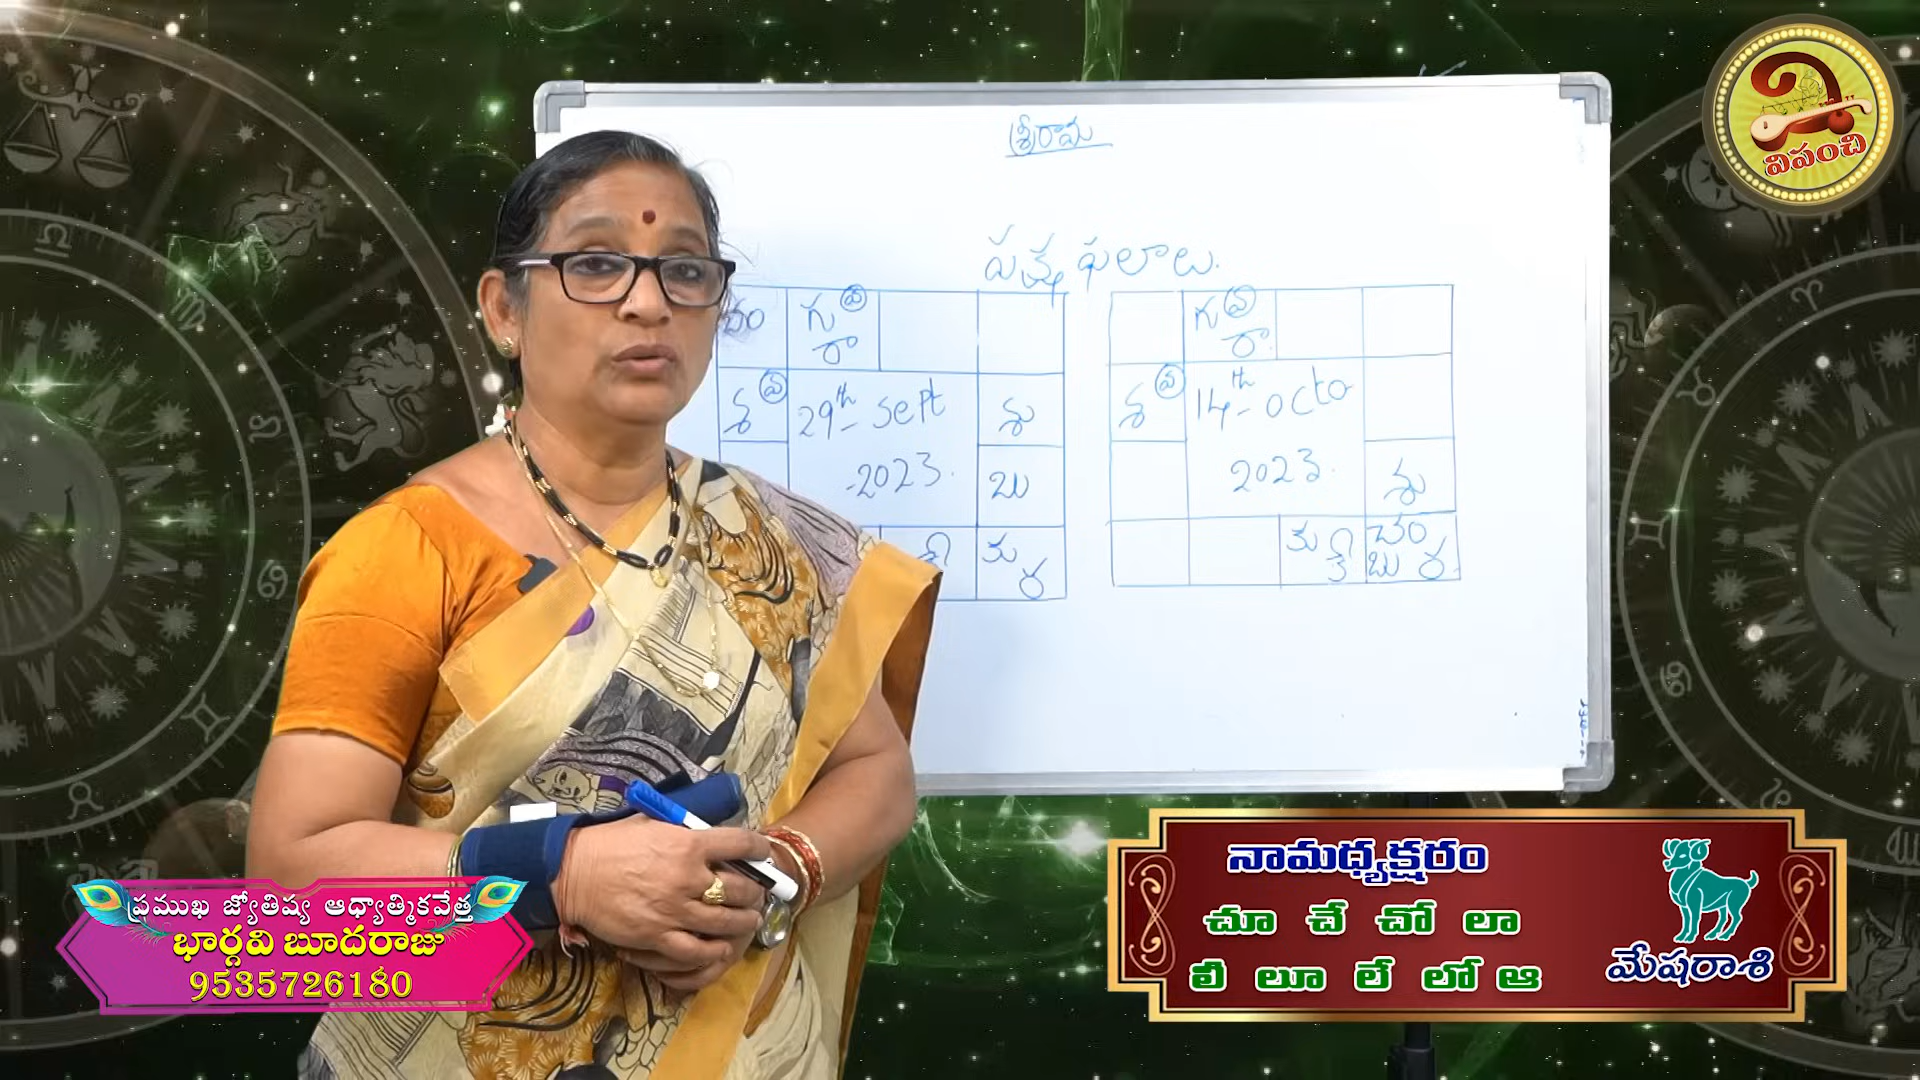 విపంచి
శ్రీరామ
పక్ష ఫలాలు.
చం
గు వ
రా
శ వ
29th- sept
-2023.
శు
బు
కు
ర
గు వ
రా
శ వ
14th- octo
2023.
శు
కు
కే
చం
బు ర
ప్రముఖ జ్యోతిష్య ఆధ్యాత్మికవేత్త
భార్గవి బూదరాజు
9535726180
నామధ్యక్షరం
చూ చే చో లా
లీ లూ లే లో ఆ
మేషరాశి